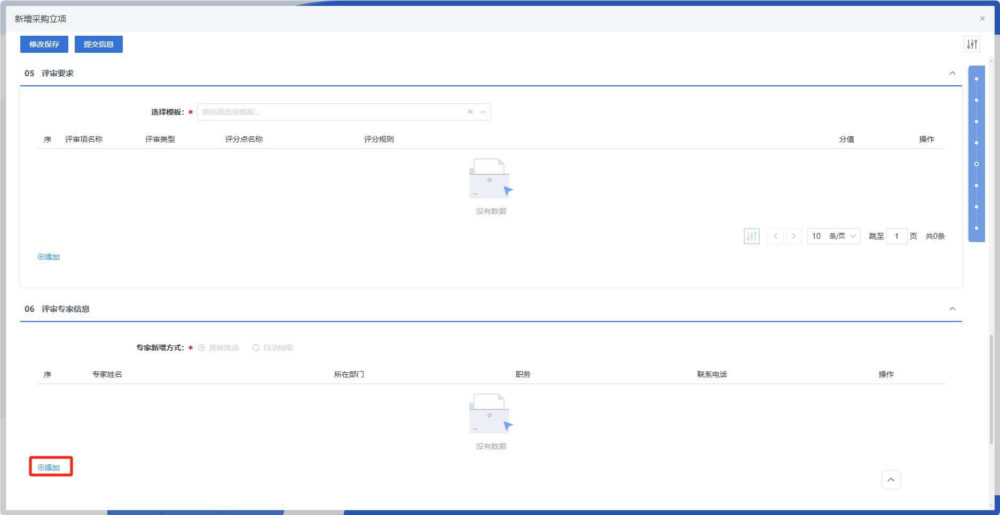 新增采购立项
修改保存 提交信息
05 评审要求
选择模板：* 请选择选择模板...
序 评审项名称 评审类型 评分点名称 评分规则 分值 操作
没有数据
10 条/页 跳至 1 页 共0条
添加
06 评审专家信息
专家新增方式：* 直接挑选 自动抽取
序 专家姓名 所在部门 职务 联系电话 操作
没有数据
添加